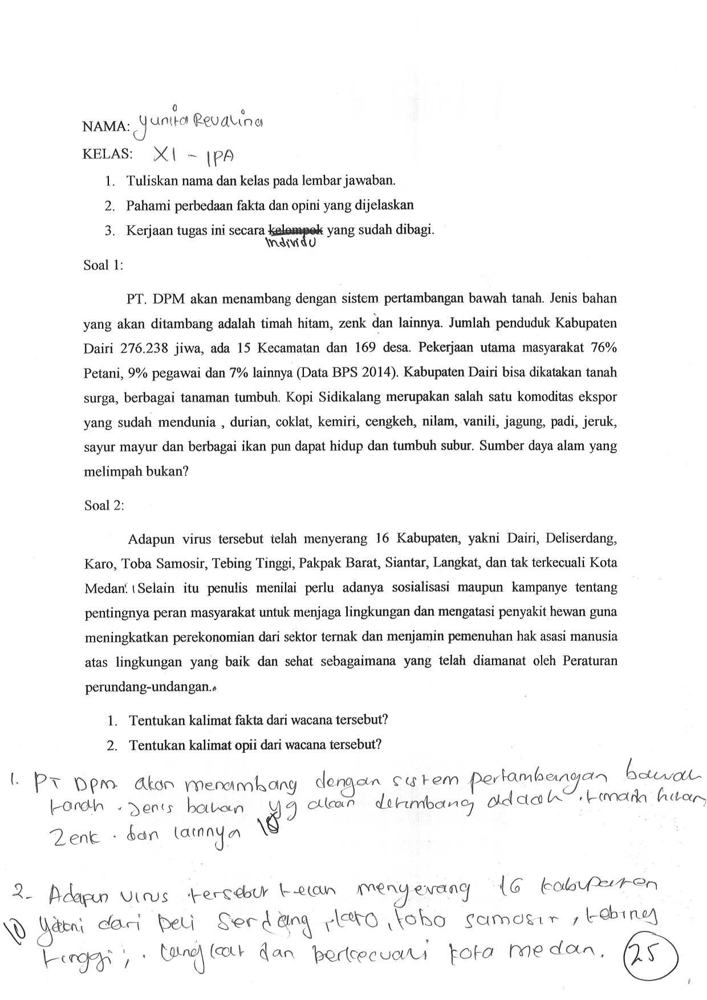 NAMA: Yunita Revalina
KELAS: XI - IPA
1. Tuliskan nama dan kelas pada lembar jawaban.
2. Pahami perbedaan fakta dan opini yang dijelaskan
3. Kerjaan tugas ini secara kelompok yang sudah dibagi.
individu
Soal 1:
PT. DPM akan menambang dengan sistem pertambangan bawah tanah. Jenis bahan
yang akan ditambang adalah timah hitam, zenk dan lainnya. Jumlah penduduk Kabupaten
Dairi 276.238 jiwa, ada 15 Kecamatan dan 169 desa. Pekerjaan utama masyarakat 76%
Petani, 9% pegawai dan 7% lainnya (Data BPS 2014). Kabupaten Dairi bisa dikatakan tanah
surga, berbagai tanaman tumbuh. Kopi Sidikalang merupakan salah satu komoditas ekspor
yang sudah mendunia , durian, coklat, kemiri, cengkeh, nilam, vanili, jagung, padi, jeruk,
sayur mayur dan berbagai ikan pun dapat hidup dan tumbuh subur. Sumber daya alam yang
melimpah bukan?
Soal 2:
Adapun virus tersebut telah menyerang 16 Kabupaten, yakni Dairi, Deliserdang,
Karo, Toba Samosir, Tebing Tinggi, Pakpak Barat, Siantar, Langkat, dan tak terkecuali Kota
Medan. Selain itu penulis menilai perlu adanya sosialisasi maupun kampanye tentang
pentingnya peran masyarakat untuk menjaga lingkungan dan mengatasi penyakit hewan guna
meningkatkan perekonomian dari sektor ternak dan menjamin pemenuhan hak asasi manusia
atas lingkungan yang baik dan sehat sebagaimana yang telah diamanat oleh Peraturan
perundang-undangan.
1. Tentukan kalimat fakta dari wacana tersebut?
2. Tentukan kalimat opii dari wacana tersebut?
1. PT DPM akan menambang dengan sistem pertambangan bawah
tanah. Jenis bahan yg akan detimbang addaoh. timah hitam,
Zenk. dan lainnya
2. Adapun virus tersebut telan menyerang 16 kabupaten
10 yakni dari Deli Serdang, karo, tobo samosir, tebing
tinggi, langkat dan berkecuali kota medan. 25